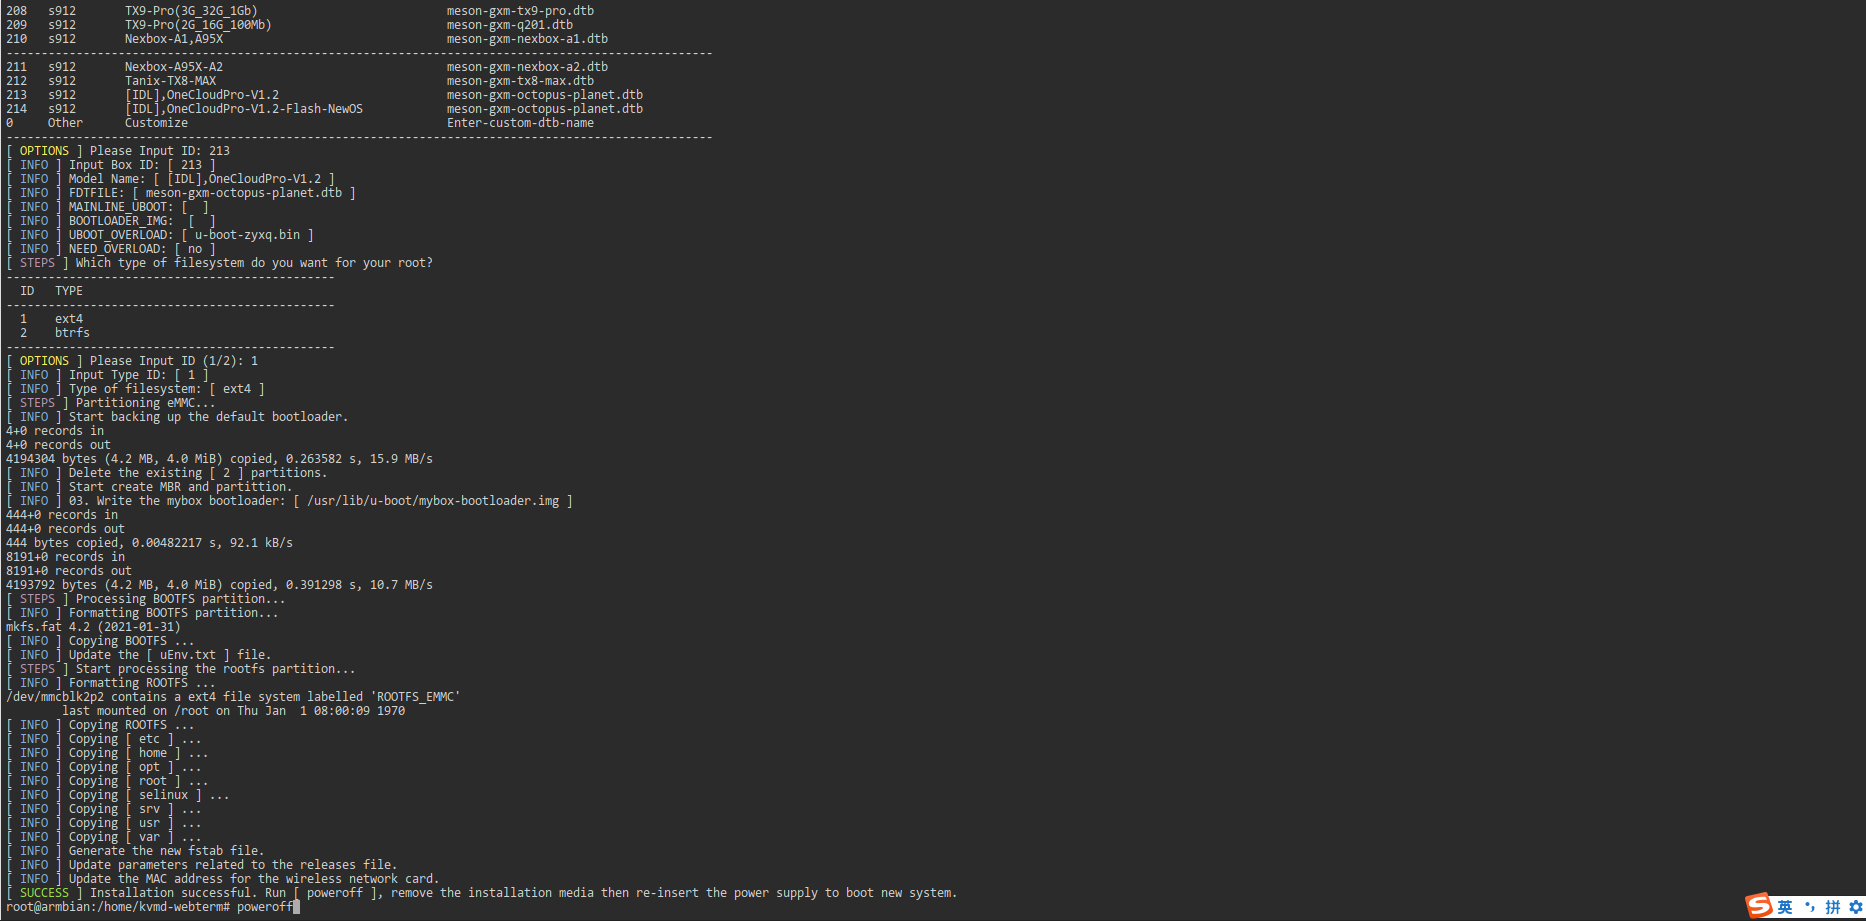 208   s912       TX9-Pro(3G_32G_1Gb)                           meson-gxm-tx9-pro.dtb
209   s912       TX9-Pro(2G_16G_100Mb)                         meson-gxm-q201.dtb
210   s912       Nexbox-A1,A95X                                meson-gxm-nexbox-a1.dtb
-----------------------------------------------------------------------------------------------------
211   s912       Nexbox-A95X-A2                                meson-gxm-nexbox-a2.dtb
212   s912       Tanix-TX8-MAX                                 meson-gxm-tx8-max.dtb
213   s912       [IDL],OneCloudPro-V1.2                        meson-gxm-octopus-planet.dtb
214   s912       [IDL],OneCloudPro-V1.2-Flash-NewOS            meson-gxm-octopus-planet.dtb
0     Other      Customize                                     Enter-custom-dtb-name
-----------------------------------------------------------------------------------------------------
[ OPTIONS ] Please Input ID: 213
[ INFO ] Input Box ID: [ 213 ]
[ INFO ] Model Name: [ [IDL],OneCloudPro-V1.2 ]
[ INFO ] FDTFILE: [ meson-gxm-octopus-planet.dtb ]
[ INFO ] MAINLINE_UBOOT: [  ]
[ INFO ] BOOTLOADER_IMG:  [  ]
[ INFO ] UBOOT_OVERLOAD: [ u-boot-zyxq.bin ]
[ INFO ] NEED_OVERLOAD: [ no ]
[ STEPS ] Which type of filesystem do you want for your root?
-----------------------------------------------
  ID   TYPE
-----------------------------------------------
  1    ext4
  2    btrfs
-----------------------------------------------
[ OPTIONS ] Please Input ID (1/2): 1
[ INFO ] Input Type ID: [ 1 ]
[ INFO ] Type of filesystem: [ ext4 ]
[ STEPS ] Partitioning eMMC...
[ INFO ] Start backing up the default bootloader.
4+0 records in
4+0 records out
4194304 bytes (4.2 MB, 4.0 MiB) copied, 0.263582 s, 15.9 MB/s
[ INFO ] Delete the existing [ 2 ] partitions.
[ INFO ] Start create MBR and partittion.
[ INFO ] 03. Write the mybox bootloader: [ /usr/lib/u-boot/mybox-bootloader.img ]
444+0 records in
444+0 records out
444 bytes copied, 0.00482217 s, 92.1 kB/s
8191+0 records in
8191+0 records out
4193792 bytes (4.2 MB, 4.0 MiB) copied, 0.391298 s, 10.7 MB/s
[ STEPS ] Processing BOOTFS partition...
[ INFO ] Formatting BOOTFS partition...
mkfs.fat 4.2 (2021-01-31)
[ INFO ] Copying BOOTFS ...
[ INFO ] Update the [ uEnv.txt ] file.
[ STEPS ] Start processing the rootfs partition...
[ INFO ] Formatting ROOTFS ...
/dev/mmcblk2p2 contains a ext4 file system labelled 'ROOTFS_EMMC'
        last mounted on /root on Thu Jan  1 08:00:09 1970
[ INFO ] Copying ROOTFS ...
[ INFO ] Copying [ etc ] ...
[ INFO ] Copying [ home ] ...
[ INFO ] Copying [ opt ] ...
[ INFO ] Copying [ root ] ...
[ INFO ] Copying [ selinux ] ...
[ INFO ] Copying [ srv ] ...
[ INFO ] Copying [ usr ] ...
[ INFO ] Copying [ var ] ...
[ INFO ] Generate the new fstab file.
[ INFO ] Update parameters related to the releases file.
[ INFO ] Update the MAC address for the wireless network card.
[ SUCCESS ] Installation successful. Run [ poweroff ], remove the installation media then re-insert the power supply to boot new system.
root@armbian:/home/kvmd-webterm# poweroff
S 英 拼